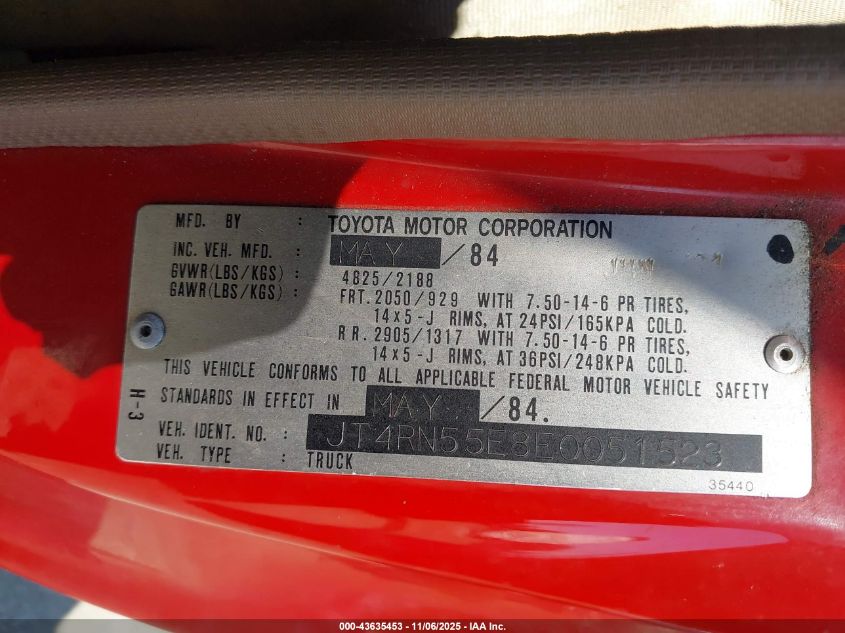 MFD. BY : TOYOTA MOTOR CORPORATION
INC. VEH. MFD. : MAY /84
GVWR(LBS/KGS) : 4825/2188
GAWR(LBS/KGS) : FRT. 2050/929 WITH 7.50-14-6 PR TIRES,
14x5-J RIMS, AT 24PSI/165KPA COLD.
RR. 2905/1317 WITH 7.50-14-6 PR TIRES,
14x5-J RIMS, AT 36PSI/248KPA COLD.
THIS VEHICLE CONFORMS TO ALL APPLICABLE FEDERAL MOTOR VEHICLE SAFETY
STANDARDS IN EFFECT IN MAY /84.
VEH. IDENT. NO. : JT4RN55E8E0051523
VEH. TYPE : TRUCK
H-3
35440
000-43635453 - 11/06/2025 - IAA Inc.